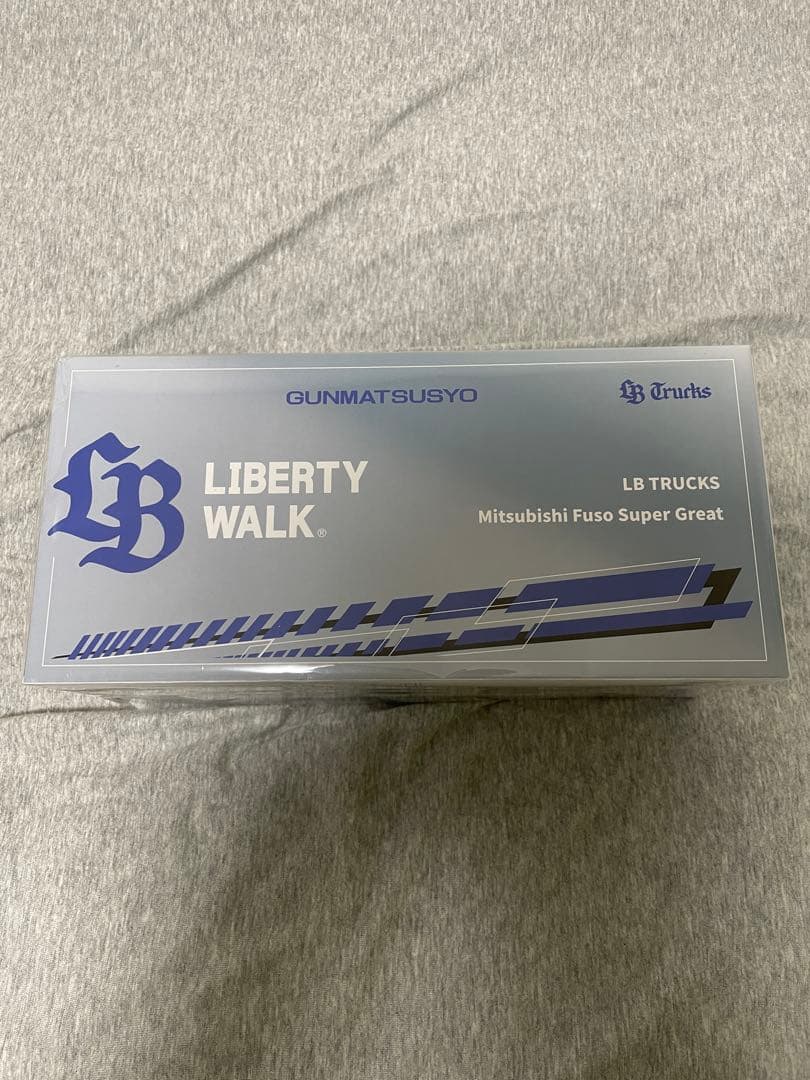 GUNMATSUSYO
LB Trucks
LB
LIBERTY
WALK®
LB TRUCKS
Mitsubishi Fuso Super Great